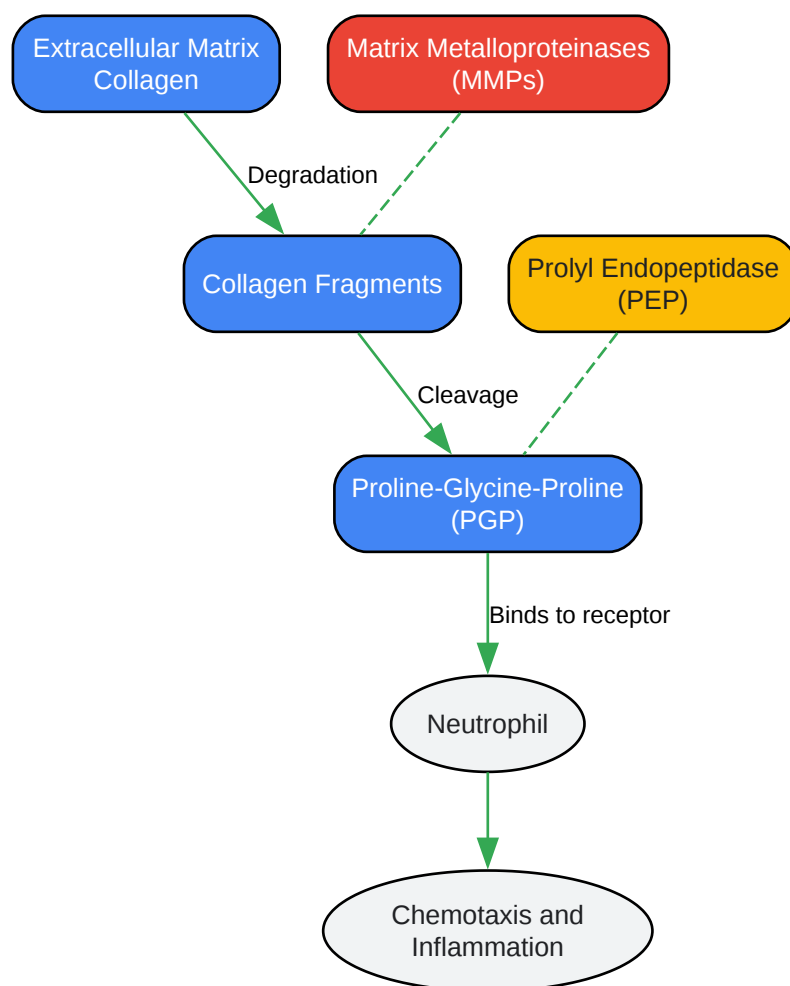 Extracellular Matrix
Collagen
Matrix Metalloproteinases
(MMPs)
Degradation
Collagen Fragments
Prolyl Endopeptidase
(PEP)
Cleavage
Proline-Glycine-Proline
(PGP)
Binds to receptor
Neutrophil
Chemotaxis and
Inflammation